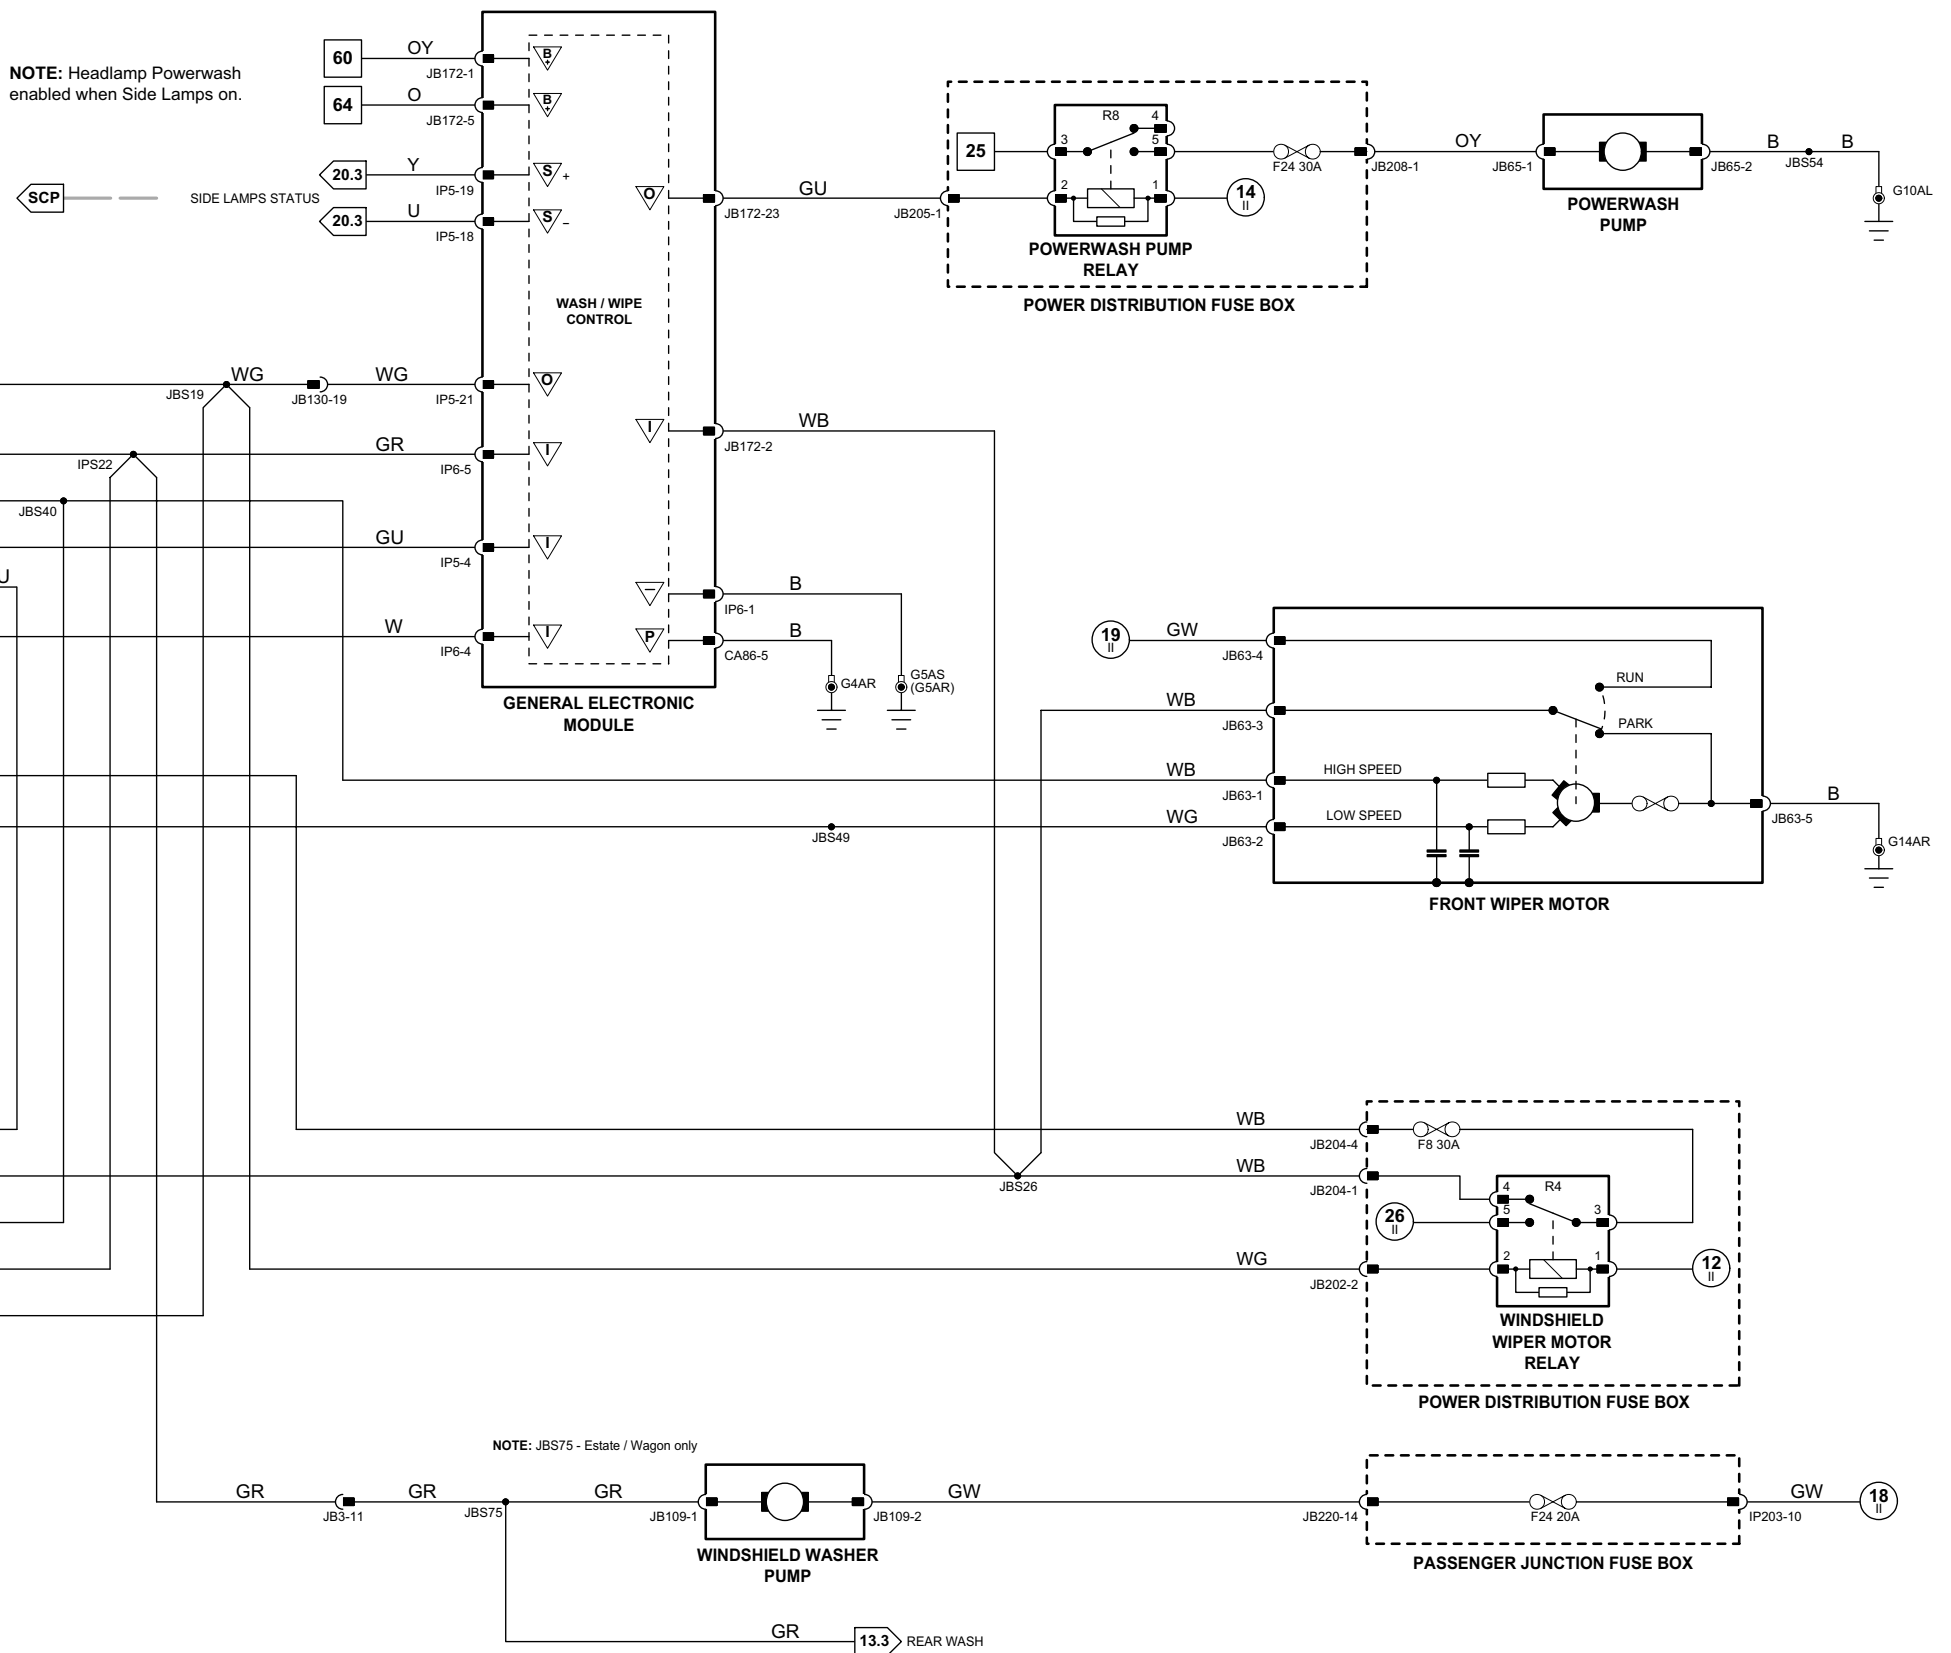 NOTE: Headlamp Powerwash
enabled when Side Lamps on.
60
OY
JB172-1
B
+
64
O
JB172-5
B
+
20.3
Y
IP5-19
S
+
SCP
SIDE LAMPS STATUS
20.3
U
IP5-18
S
–
O
JB172-23
GU
JB205-1
25
R8
3
4
5
2
1
F24 30A
14
II
JB208-1
OY
JB65-1
JB65-2
B
JBS54
B
G10AL
POWERWASH PUMP
RELAY
POWERWASH
PUMP
POWER DISTRIBUTION FUSE BOX
WASH / WIPE
CONTROL
JBS19
WG
JB130-19
WG
IP5-21
O
I
JB172-2
WB
IPS22
GR
IP6-5
I
JBS40
GU
IP5-4
I
U
–
IP6-1
B
W
IP6-4
I
P
CA86-5
B
G4AR
G5AS
(G5AR)
GENERAL ELECTRONIC
MODULE
19
II
GW
JB63-4
RUN
WB
JB63-3
PARK
WB
JB63-1
HIGH SPEED
WG
JB63-2
LOW SPEED
JBS49
JB63-5
B
G14AR
FRONT WIPER MOTOR
WB
JB204-4
F8 30A
WB
JB204-1
JBS26
4
R4
5
3
26
II
2
1
12
II
WG
JB202-2
WINDSHIELD
WIPER MOTOR
RELAY
POWER DISTRIBUTION FUSE BOX
NOTE: JBS75 - Estate / Wagon only
GR
JB3-11
GR
JBS75
GR
JB109-1
JB109-2
GW
JB220-14
F24 20A
IP203-10
GW
18
II
WINDSHIELD WASHER
PUMP
PASSENGER JUNCTION FUSE BOX
GR
13.3
REAR WASH